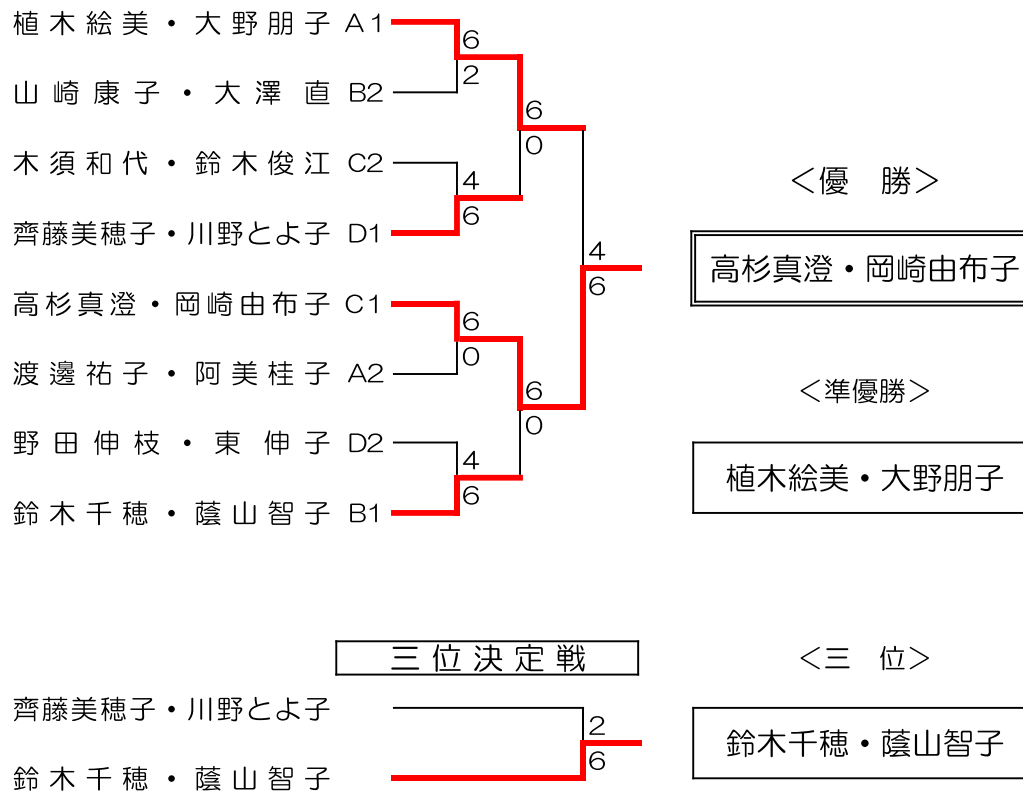 植木絵美・大野朋子 A1
6
2
山崎康子・大澤 直 B2
6
0
木須和代・鈴木俊江 C2
4
6
齊藤美穂子・川野とよ子 D1
4
6
高杉真澄・岡崎由布子 C1
6
0
渡邊祐子・阿美桂子 A2
6
0
野田伸枝・東 伸子 D2
4
6
鈴木千穂・蔭山智子 B1
＜優 勝＞
高杉真澄・岡崎由布子
＜準優勝＞
植木絵美・大野朋子
三位決定戦
齊藤美穂子・川野とよ子
2
6
鈴木千穂・蔭山智子
＜三 位＞
鈴木千穂・蔭山智子